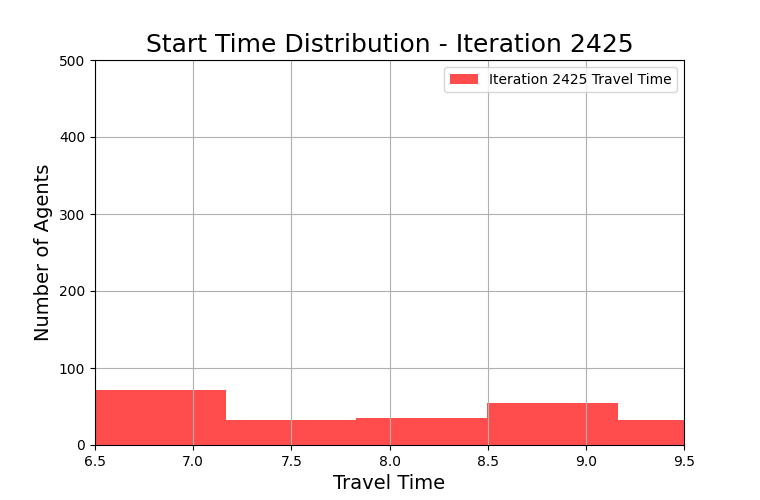 Start Time Distribution - Iteration 2425
Iteration 2425 Travel Time
Number of Agents
500
400
300
200
100
0
6.5 7.0 7.5 8.0 8.5 9.0 9.5
Travel Time